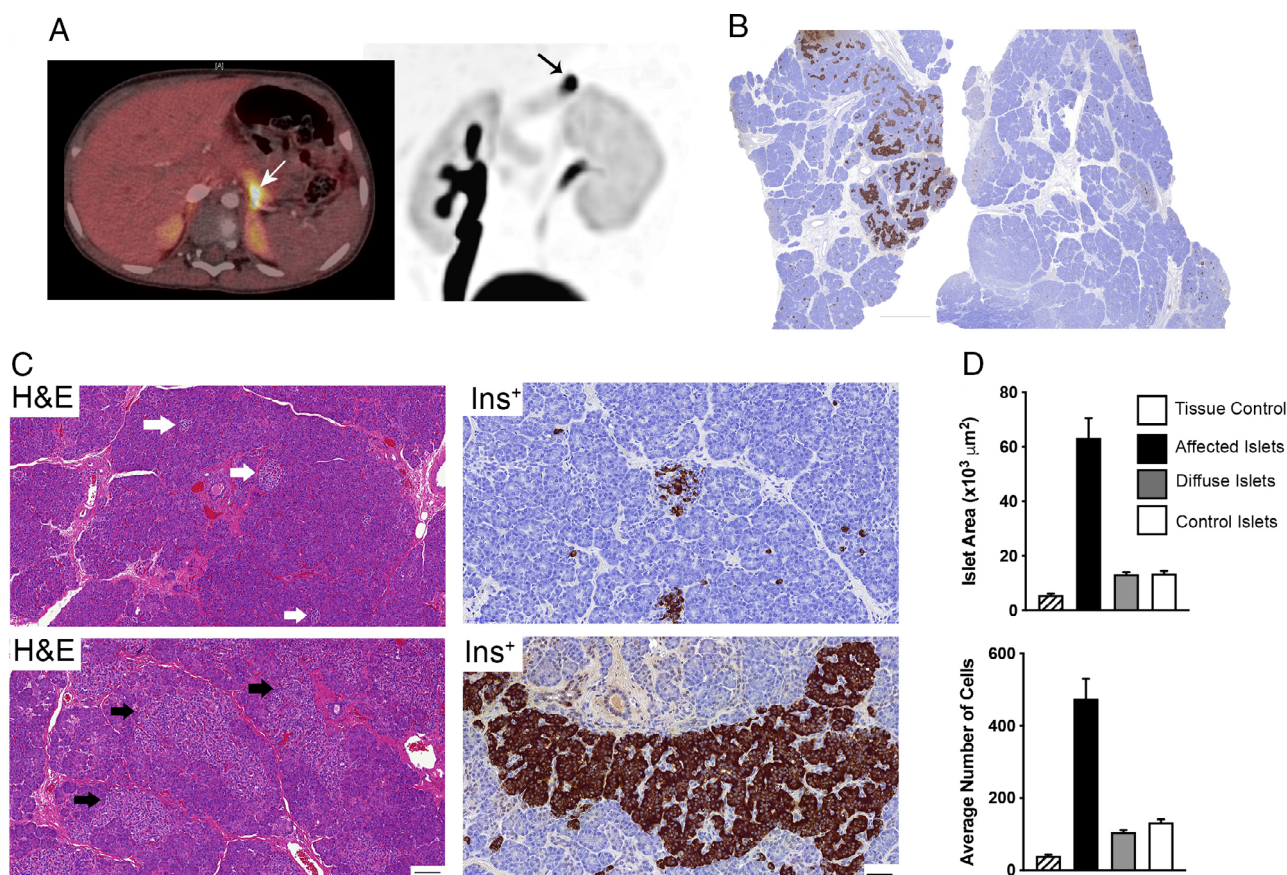 A
[A]
B
C
H&E
Ins⁺
H&E
Ins⁺
D
80
60
40
20
0
Islet Area (x10³ µm²)
Tissue Control
Affected Islets
Diffuse Islets
Control Islets
600
400
200
0
Average Number of Cells